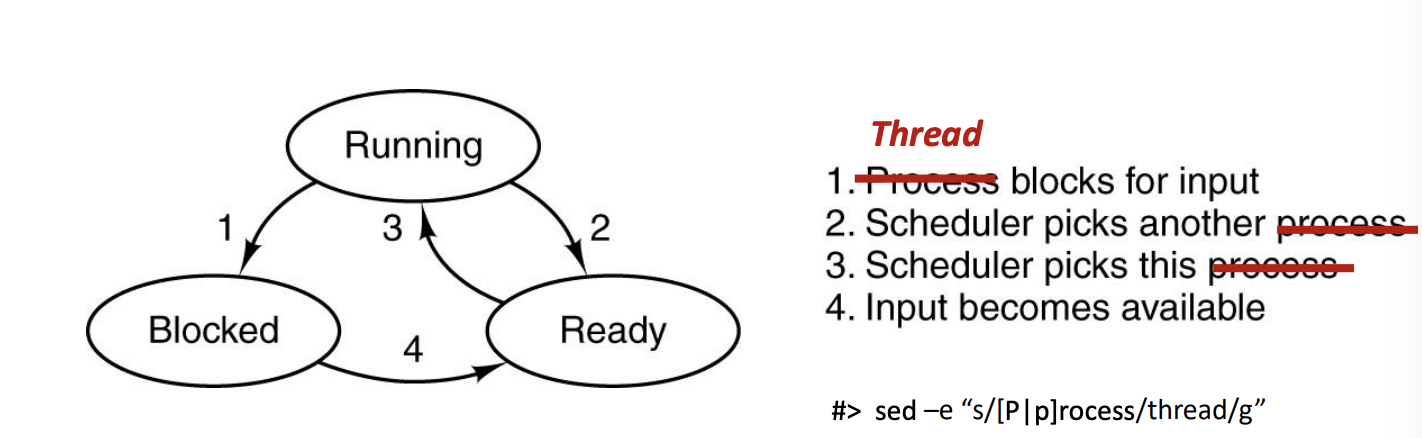 Running
1
3
2
Blocked
4
Ready
Thread
1. Process blocks for input
2. Scheduler picks another process
3. Scheduler picks this process
4. Input becomes available
#> sed –e “s/[P|p]rocess/thread/g”